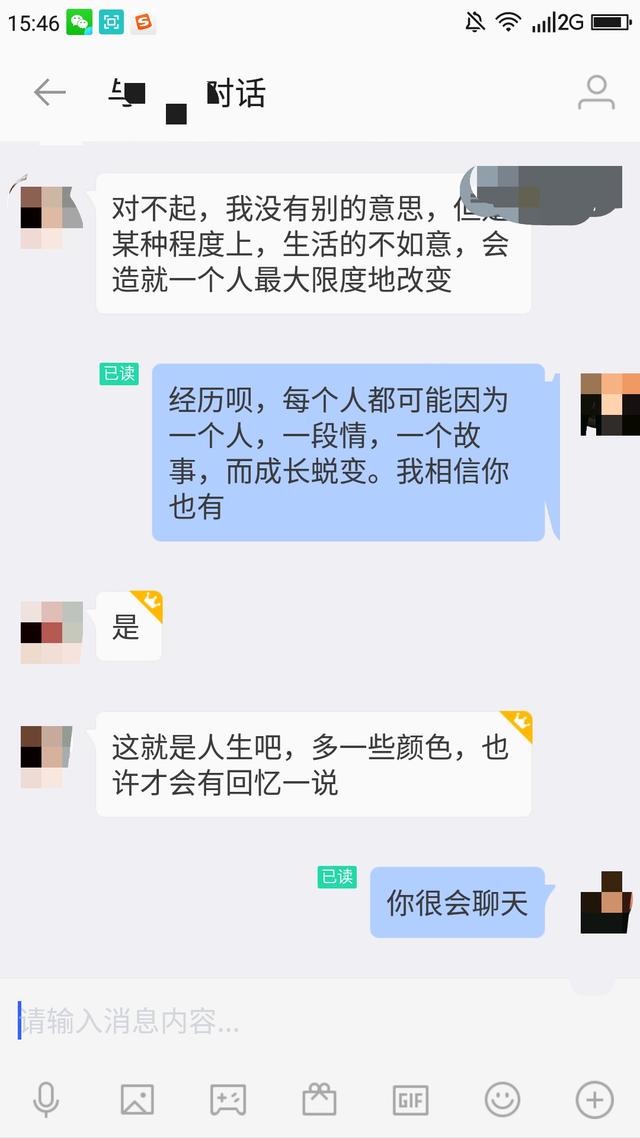 15:46
2G
与
对话
对不起，我没有别的意思，但是
某种程度上，生活的不如意，会
造就一个人最大限度地改变
已读
经历呗，每个人都可能因为
一个人，一段情，一个故
事，而成长蜕变。我相信你
也有
是
这就是人生吧，多一些颜色，也
许才会有回忆一说
已读
你很会聊天
请输入消息内容...
GIF